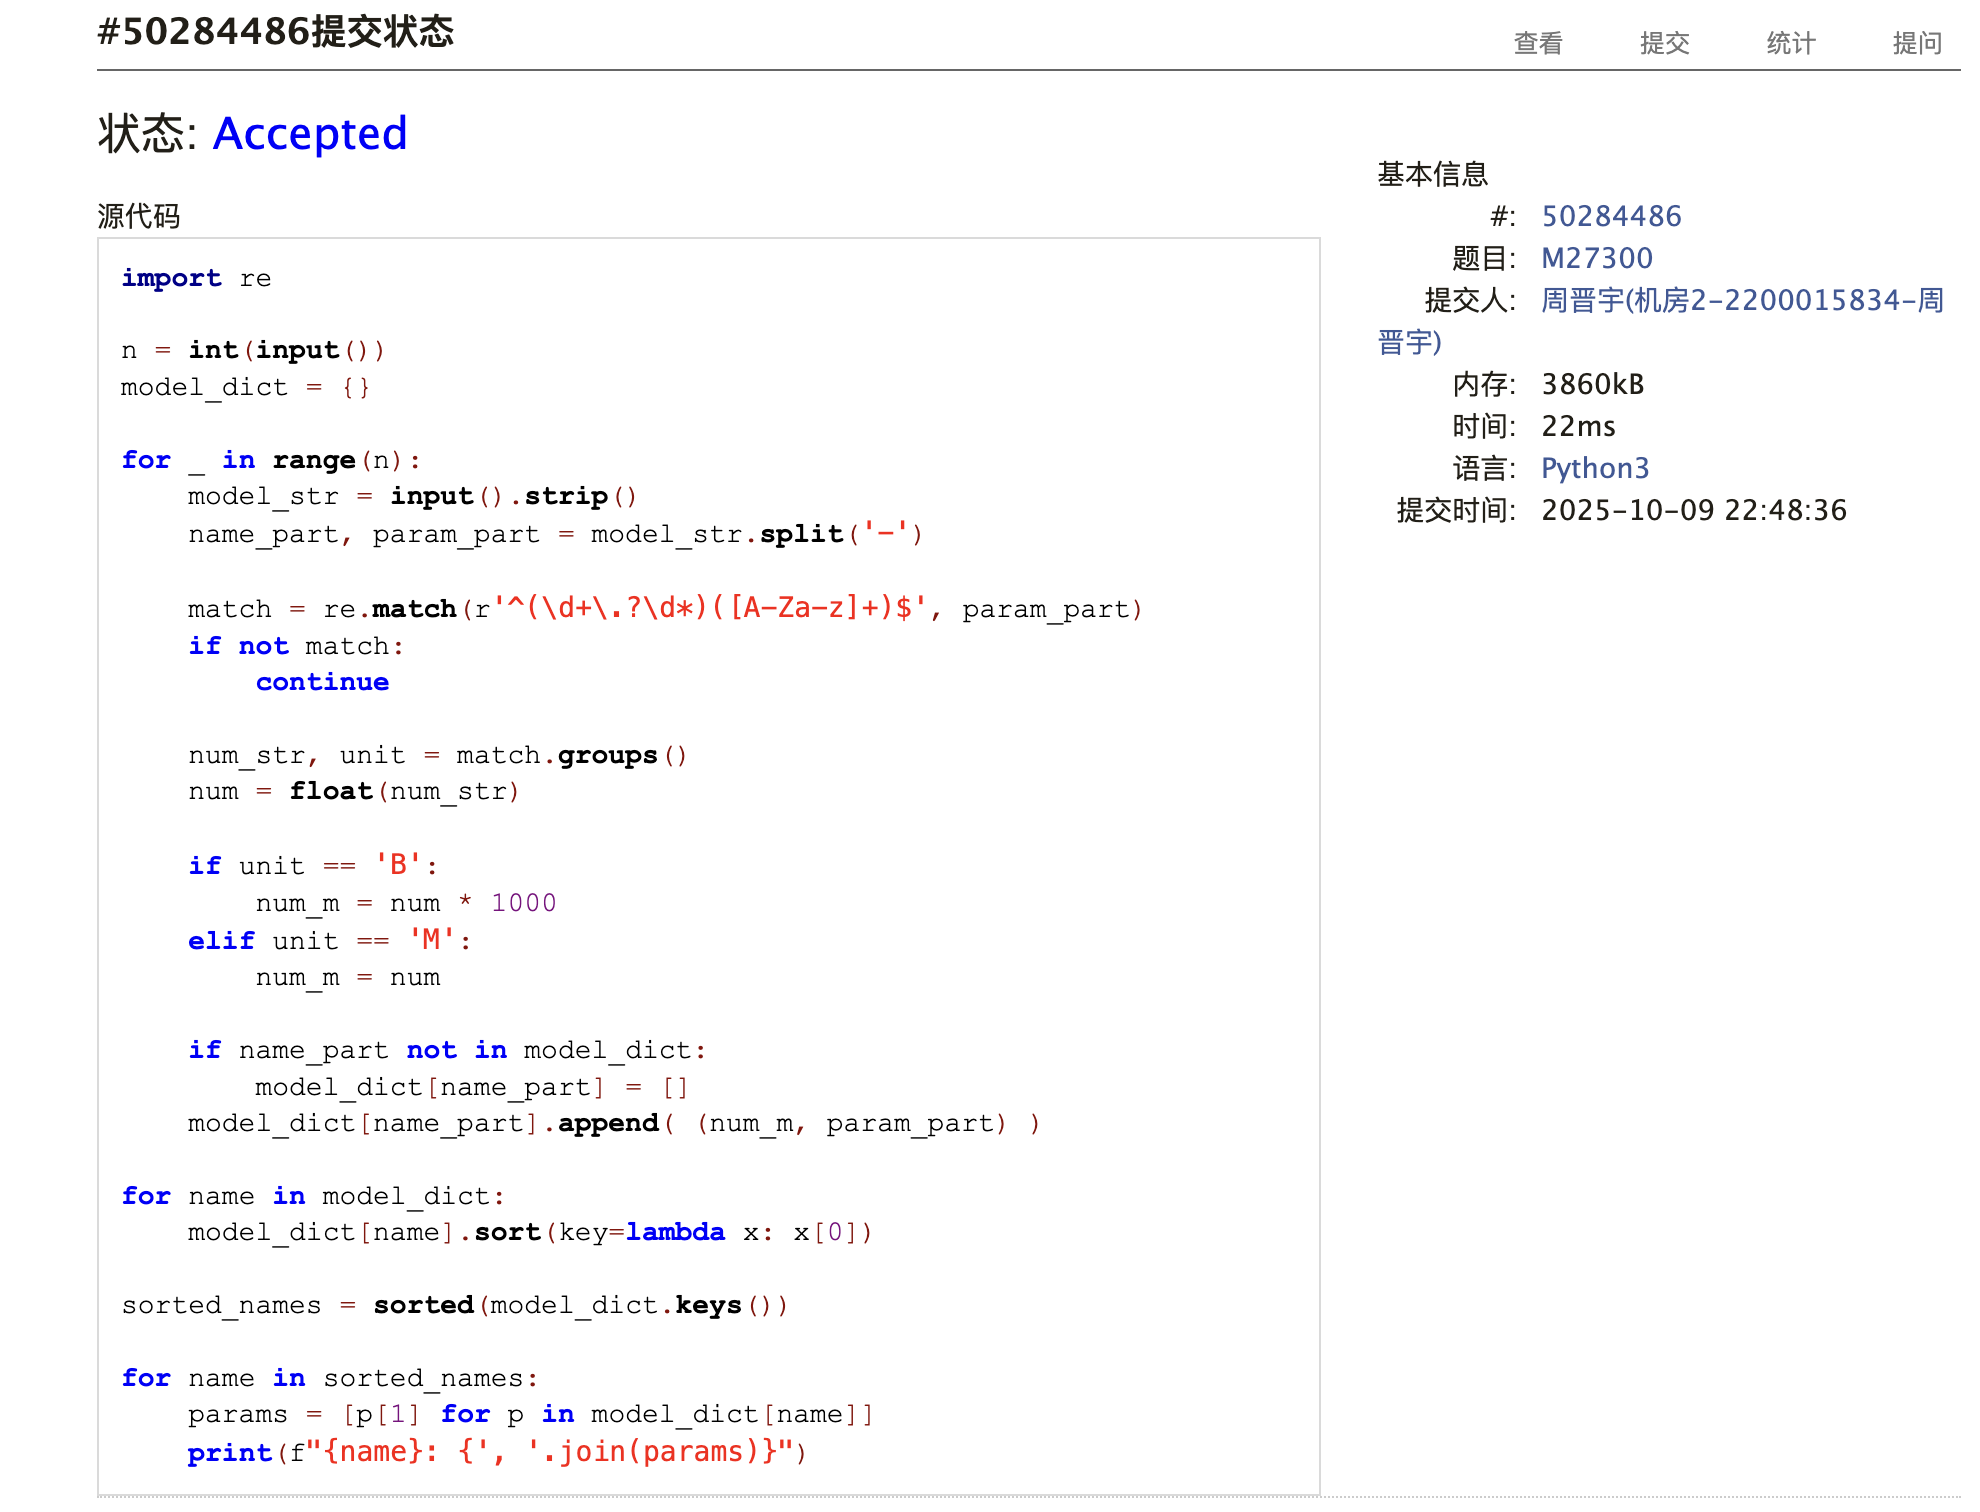 #50284486提交状态
查看 提交 统计 提问
状态: Accepted
源代码
import re

n = int(input())
model_dict = {}

for _ in range(n):
    model_str = input().strip()
    name_part, param_part = model_str.split('-')

    match = re.match(r'^(\d+\.?\d*)([A-Za-z]+)$', param_part)
    if not match:
        continue

    num_str, unit = match.groups()
    num = float(num_str)

    if unit == 'B':
        num_m = num * 1000
    elif unit == 'M':
        num_m = num

    if name_part not in model_dict:
        model_dict[name_part] = []
    model_dict[name_part].append( (num_m, param_part) )

for name in model_dict:
    model_dict[name].sort(key=lambda x: x[0])

sorted_names = sorted(model_dict.keys())

for name in sorted_names:
    params = [p[1] for p in model_dict[name]]
    print(f"{name}: {', '.join(params)}")
基本信息
#: 50284486
题目: M27300
提交人: 周晋宇(机房2-2200015834-周
晋宇)
内存: 3860kB
时间: 22ms
语言: Python3
提交时间: 2025-10-09 22:48:36